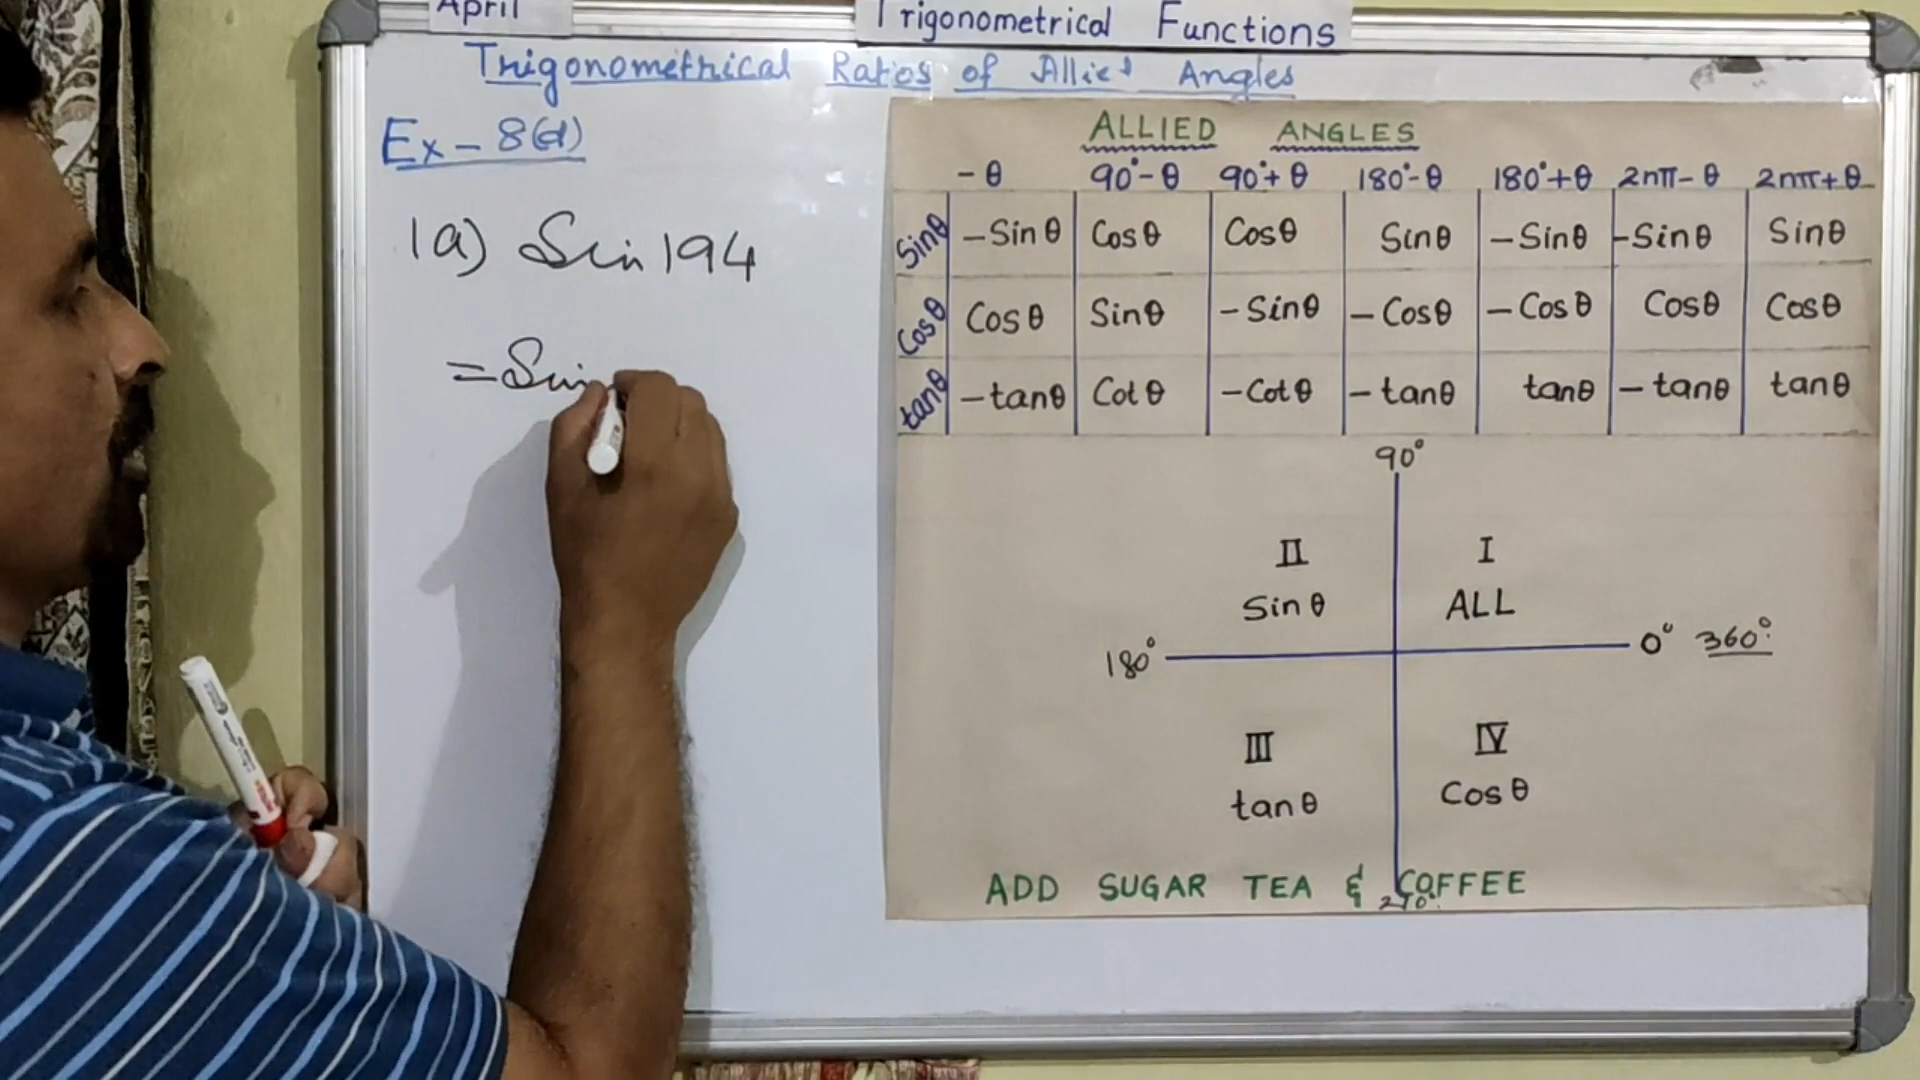 April
Trigonometrical Functions
Trigonometrical Ratios of Allied Angles
Ex - 8(d)
1a) Sin 194
= Sin
ALLIED ANGLES
-θ 90°-θ 90°+θ 180°-θ 180°+θ 2nπ-θ 2nπ+θ
Sinθ -Sinθ Cosθ Cosθ Sinθ -Sinθ -Sinθ Sinθ
Cosθ Cosθ Sinθ -Sinθ -Cosθ -Cosθ Cosθ Cosθ
tanθ -tanθ Cotθ -Cotθ -tanθ tanθ -tanθ tanθ
90°
II I
Sinθ ALL
180° 0° 360°
III IV
tanθ Cosθ
ADD SUGAR TEA & COFFEE
270°